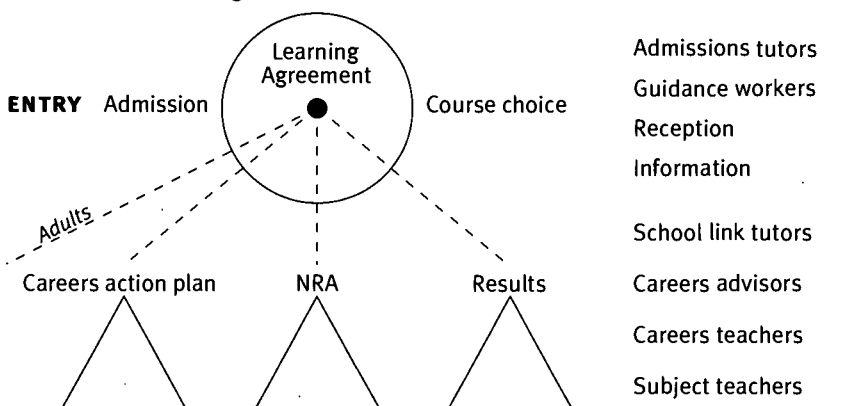 Learning
Agreement
ENTRY Admission
Course choice
Adults
Careers action plan
NRA
Results
Admissions tutors
Guidance workers
Reception
Information
School link tutors
Careers advisors
Careers teachers
Subject teachers